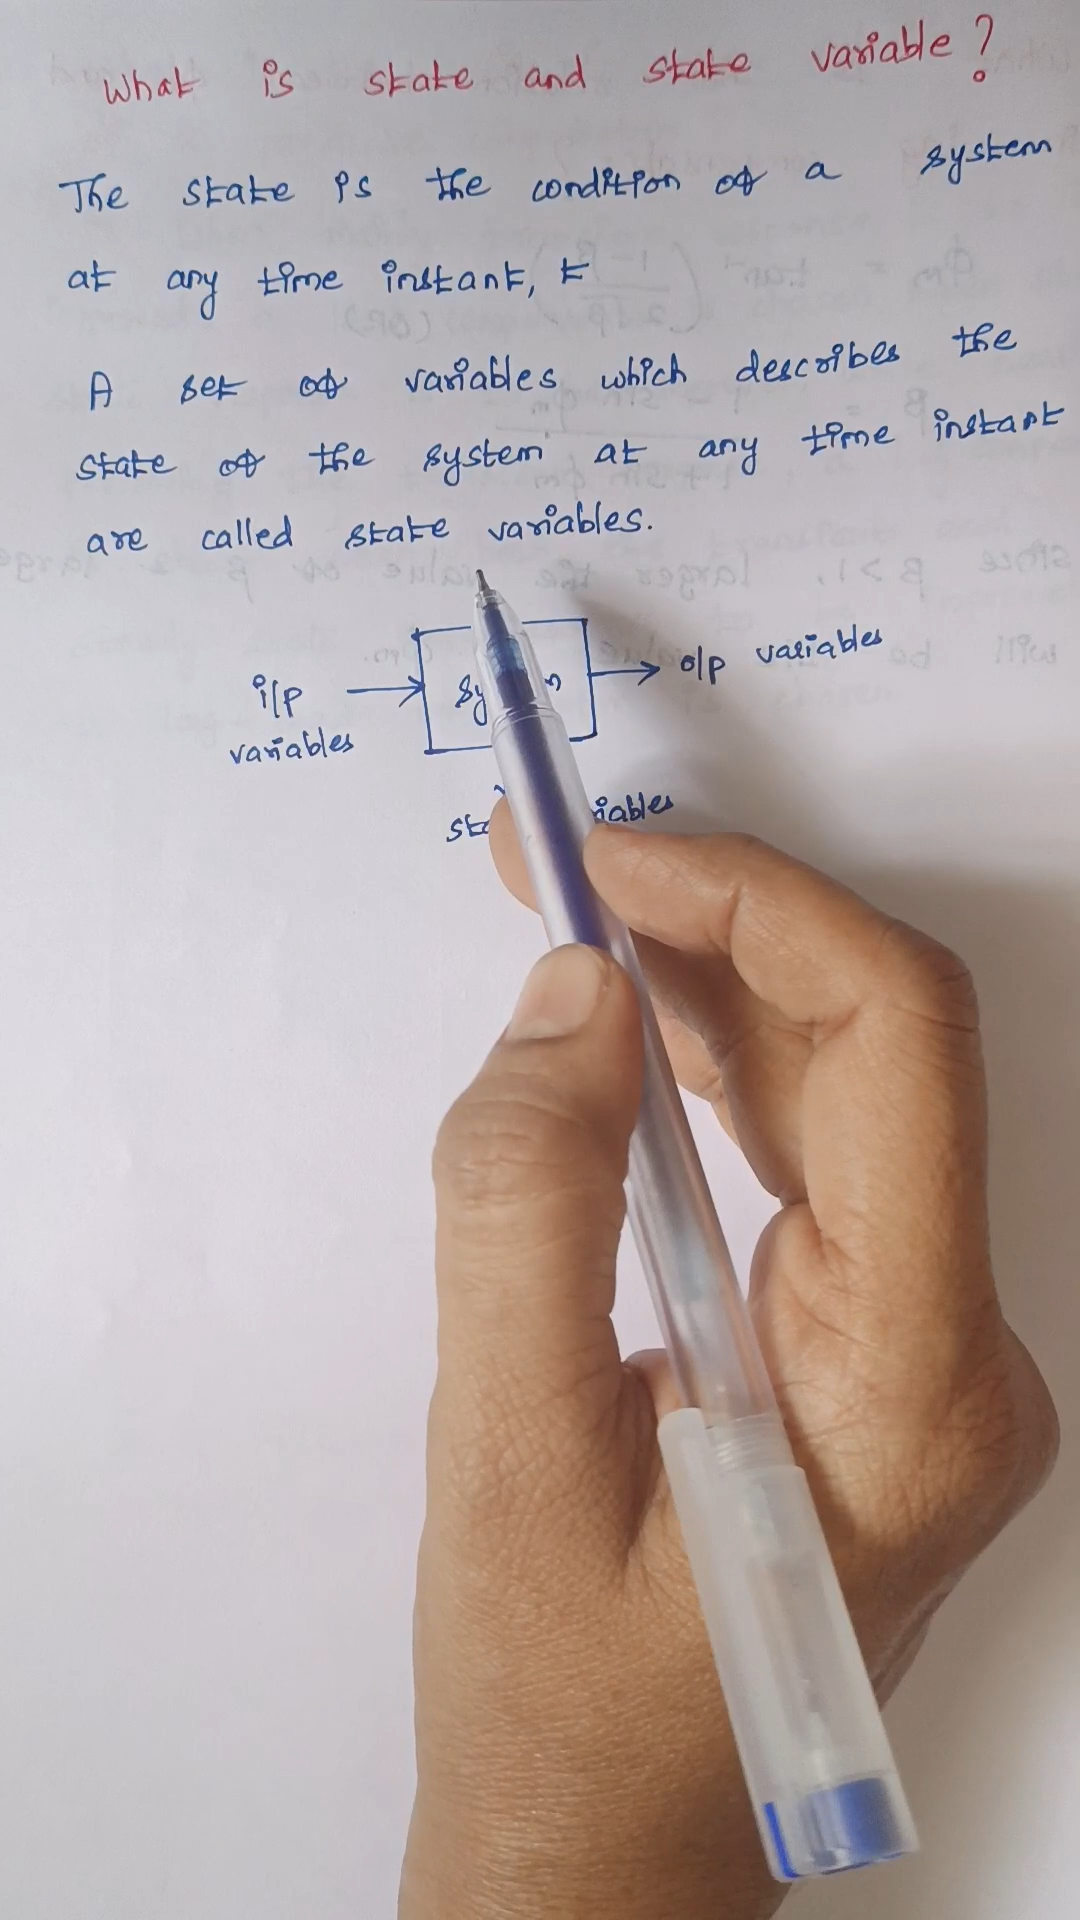 What is state and state variable?
The state is the condition of a system
at any time instant, t
A set of variables which describes the
state of the system at any time instant
are called state variables.
i/p
variables
o/p variables